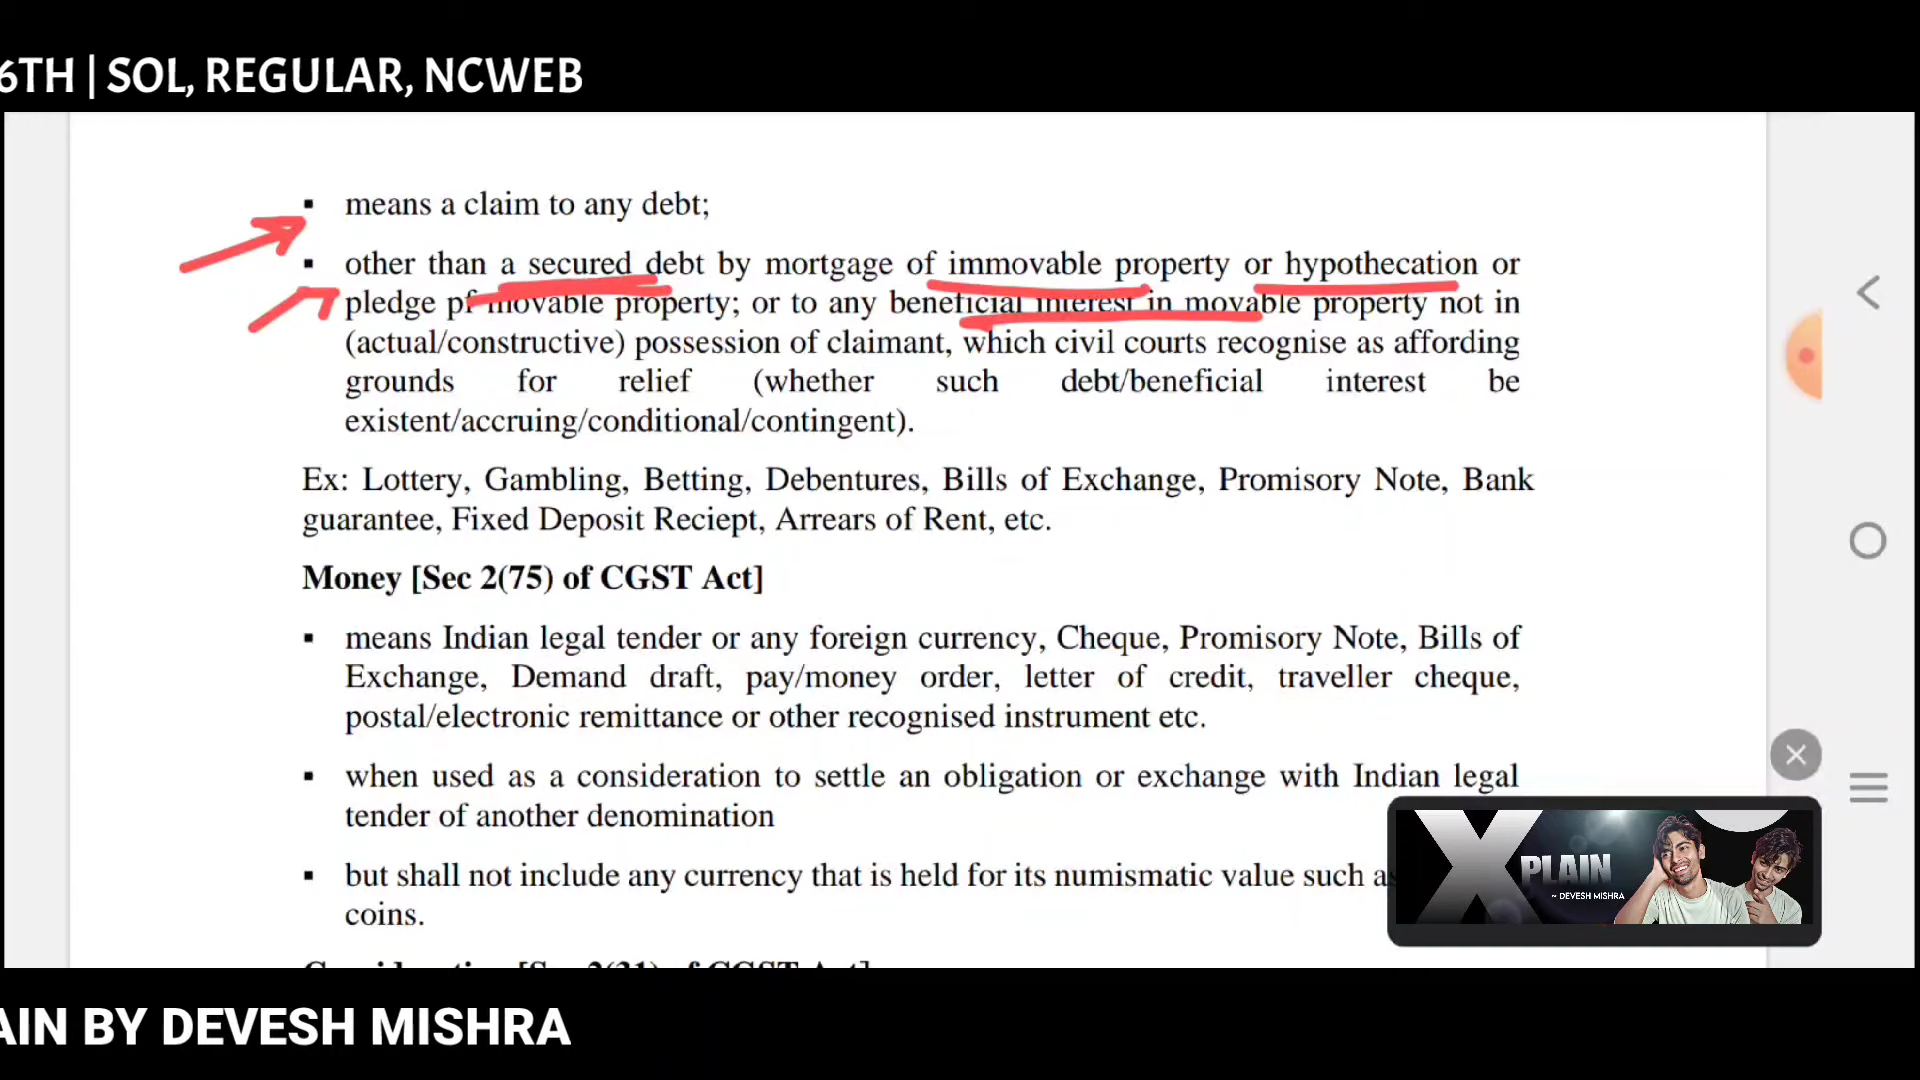 6TH | SOL, REGULAR, NCWEB
▪ means a claim to any debt;
▪ other than a secured debt by mortgage of immovable property or hypothecation or
pledge pf movable property; or to any beneficial interest in movable property not in
(actual/constructive) possession of claimant, which civil courts recognise as affording
grounds for relief (whether such debt/beneficial interest be
existent/accruing/conditional/contingent).
Ex: Lottery, Gambling, Betting, Debentures, Bills of Exchange, Promisory Note, Bank
guarantee, Fixed Deposit Reciept, Arrears of Rent, etc.
Money [Sec 2(75) of CGST Act]
▪ means Indian legal tender or any foreign currency, Cheque, Promisory Note, Bills of
Exchange, Demand draft, pay/money order, letter of credit, traveller cheque,
postal/electronic remittance or other recognised instrument etc.
▪ when used as a consideration to settle an obligation or exchange with Indian legal
tender of another denomination
▪ but shall not include any currency that is held for its numismatic value such as
coins.
XPLAIN
~ DEVESH MISHRA
AIN BY DEVESH MISHRA